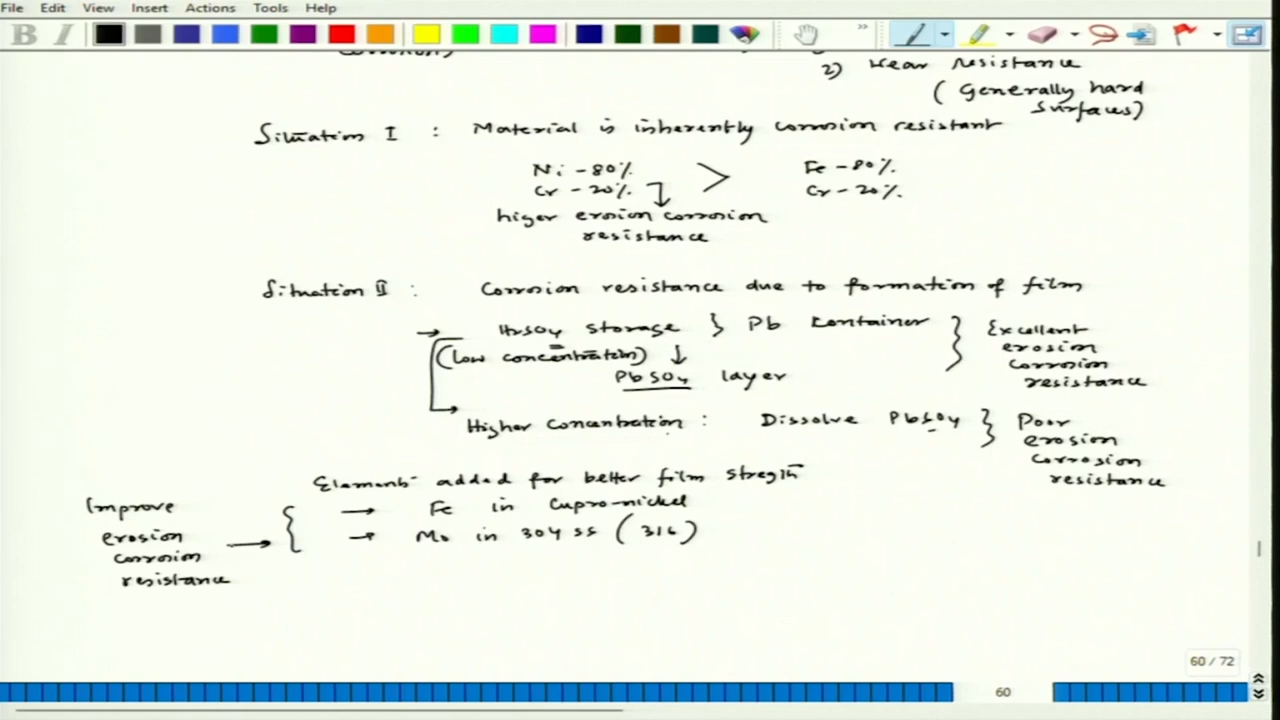 File Edit View Insert Actions Tools Help
B I
2) Wear resistance
(Generally hard
surfaces)
Situation I : Material is inherently corrosion resistant
Ni - 80% > Fe - 80%
Cr - 20% Cr - 20%
higer erosion corrosion
resistance
Situation II : Corrosion resistance due to formation of film
→ H2SO4 storage } Pb container } Excellent
(low concentration) ↓ erosion
PbSO4 layer corrosion
resistance
Higher concentration : Dissolve PbSO4 } Poor
erosion
corrosion
resistance
Elements added for better film stregth
Improve → Fe in Cupro-nickel
erosion → Mo in 304 SS (316)
corrosion
resistance
60 / 72
60